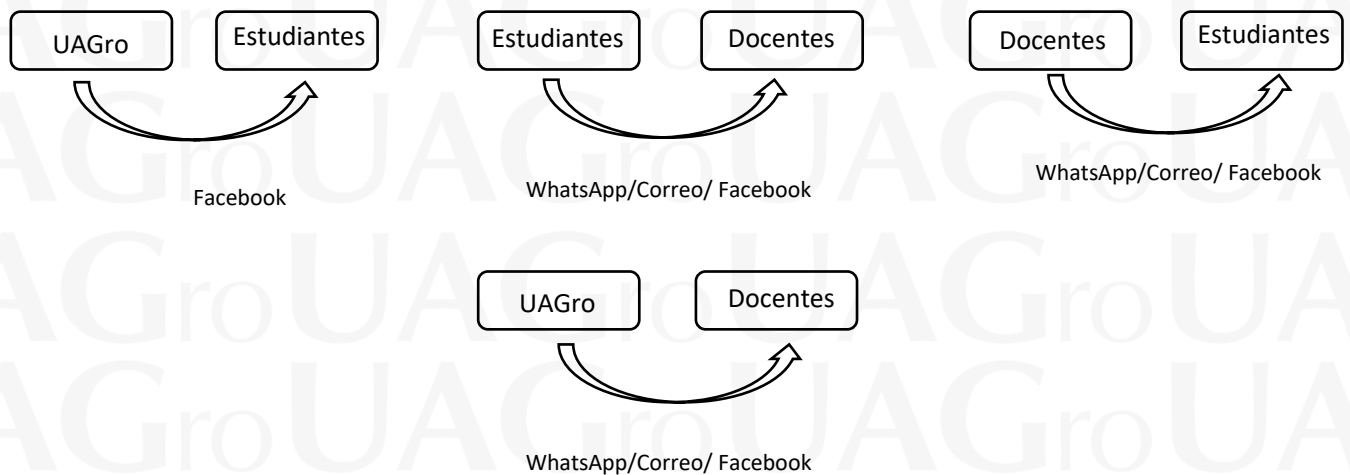 UAGro
Estudiantes
Facebook
Estudiantes
Docentes
WhatsApp/Correo/ Facebook
Docentes
Estudiantes
WhatsApp/Correo/ Facebook
UAGro
Docentes
WhatsApp/Correo/ Facebook